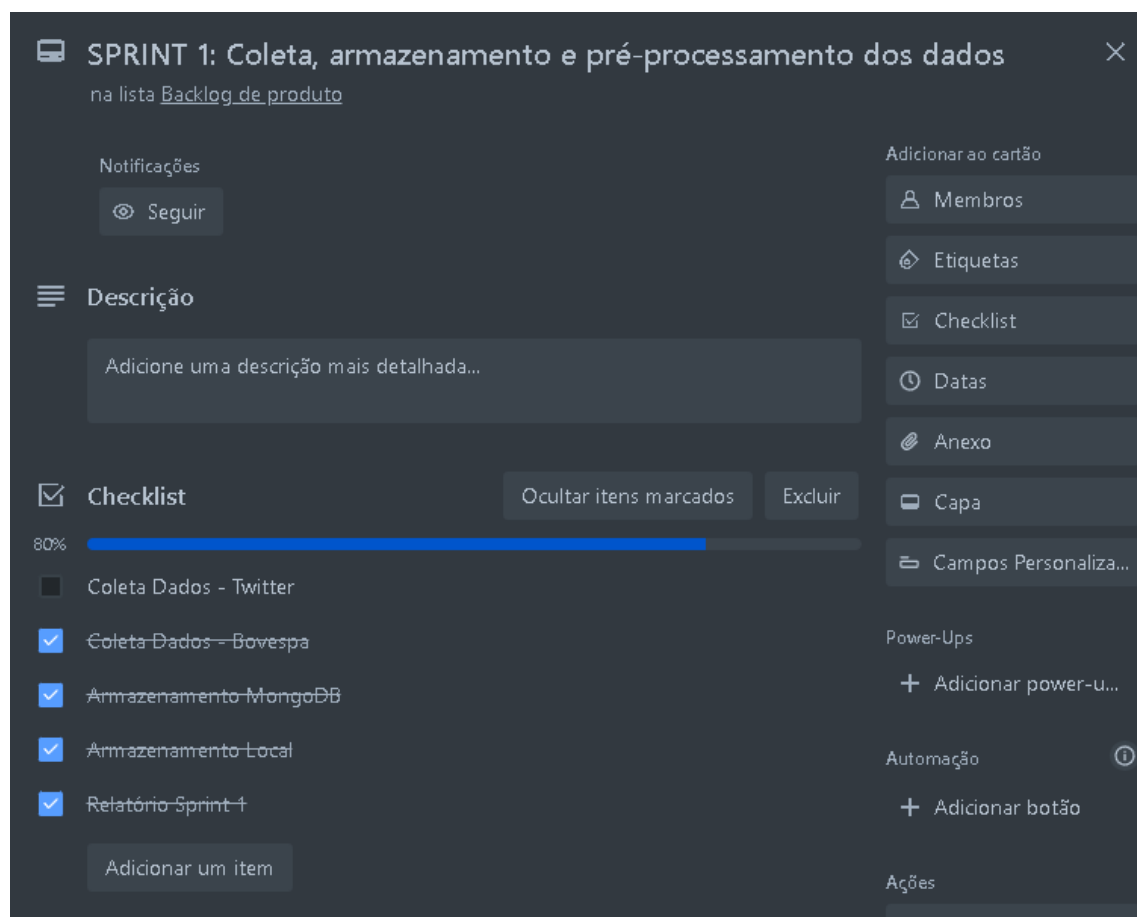 SPRINT 1: Coleta, armazenamento e pré-processamento dos dados
na lista Backlog de produto
Notificações
Seguir
Descrição
Adicione uma descrição mais detalhada...
Checklist
Ocultar itens marcados
Excluir
80%
Coleta Dados - Twitter
Coleta Dados - Bovespa
Armazenamento MongoDB
Armazenamento Local
Relatório Sprint 1
Adicionar um item
Adicionar ao cartão
Membros
Etiquetas
Checklist
Datas
Anexo
Capa
Campos Personaliza...
Power-Ups
Adicionar power-u...
Automação
Adicionar botão
Ações